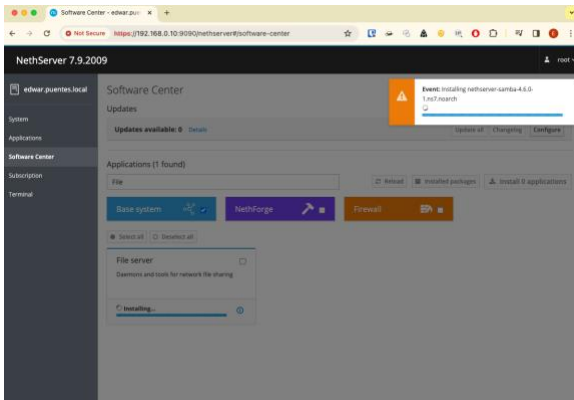 Software Center - edwar.pue
Not Secure https://192.168.0.10:9090/nethserver#/software-center
NethServer 7.9.2009
root
edwar.puentes.local
System
Applications
Software Center
Subscription
Terminal
Software Center
Updates
Updates available: 0 Details
Update all Changelog Configure
Event: Installing nethserver-samba-4.6.0-
1.ns7.noarch
Applications (1 found)
File
Reload Installed packages Install 0 applications
Base system NethForge Firewall
Select all Deselect all
File server
Daemons and tools for network file sharing
Installing...